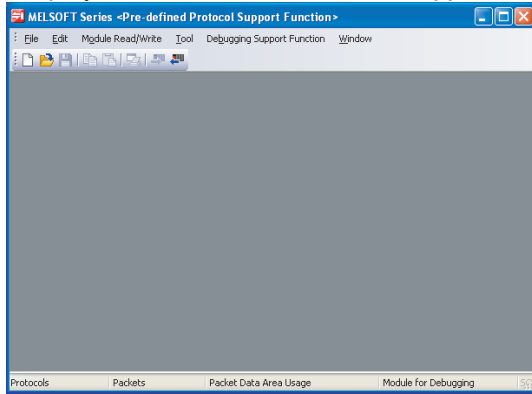 MELSOFT Series <Pre-defined Protocol Support Function>
File Edit Module Read/Write Tool Debugging Support Function Window
Protocols Packets Packet Data Area Usage Module for Debugging